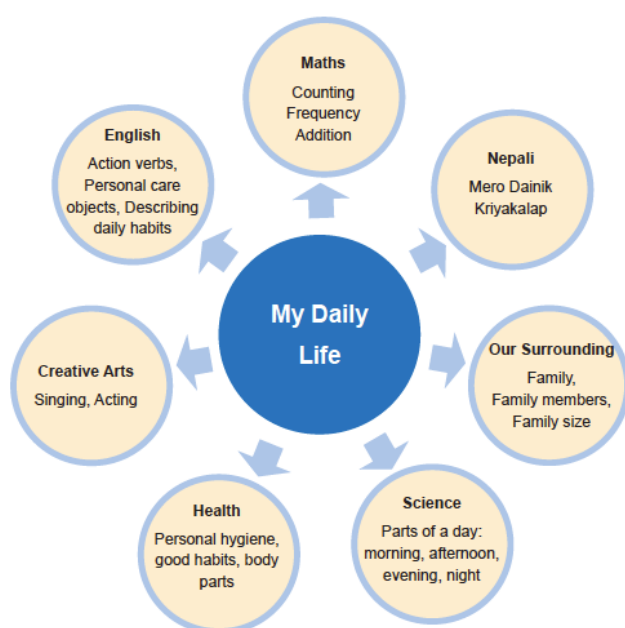 Maths
Counting
Frequency
Addition
English
Action verbs,
Personal care
objects, Describing
daily habits
Nepali
Mero Dainik
Kriyakalap
My Daily
Life
Creative Arts
Singing, Acting
Our Surrounding
Family,
Family members,
Family size
Health
Personal hygiene,
good habits, body
parts
Science
Parts of a day:
morning, afternoon,
evening, night